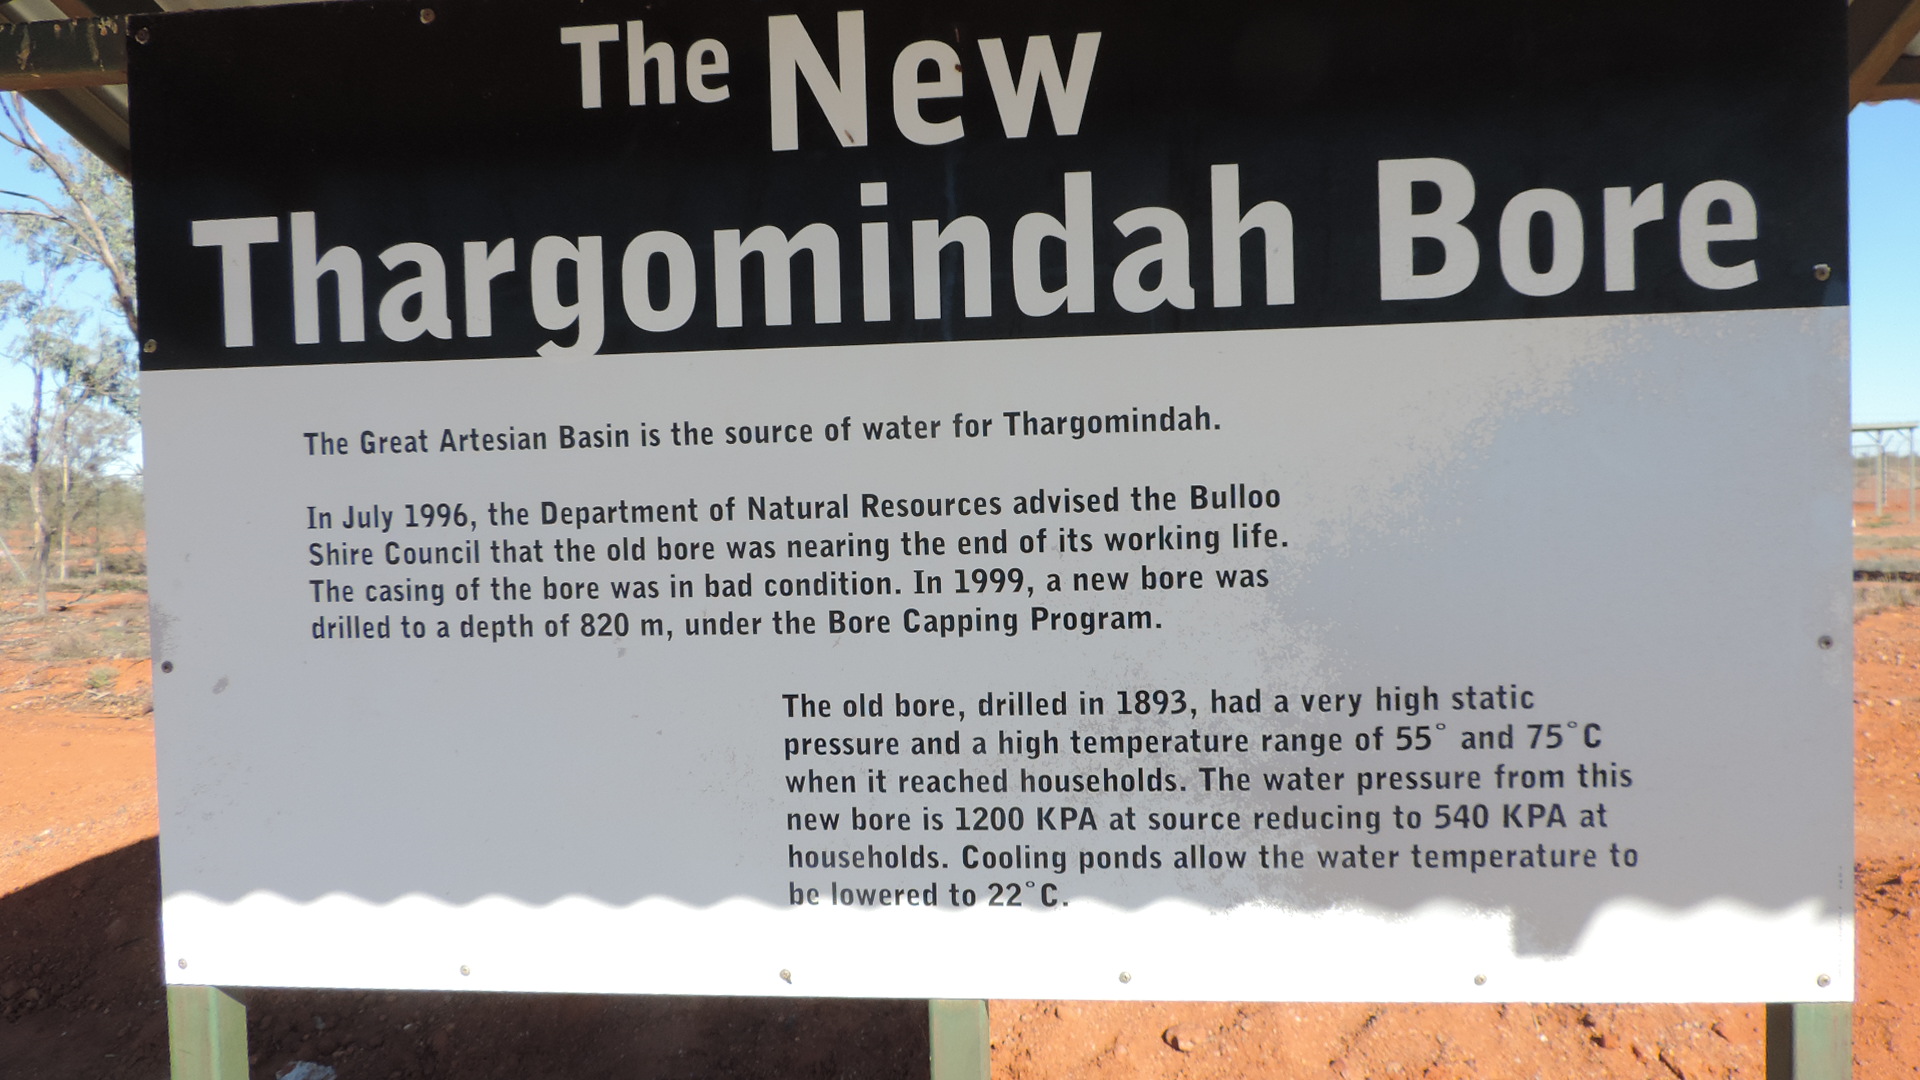 The New
Thargomindah Bore
The Great Artesian Basin is the source of water for Thargomindah.
In July 1996, the Department of Natural Resources advised the Bulloo
Shire Council that the old bore was nearing the end of its working life.
The casing of the bore was in bad condition. In 1999, a new bore was
drilled to a depth of 820 m, under the Bore Capping Program.
The old bore, drilled in 1893, had a very high static
pressure and a high temperature range of 55° and 75°C
when it reached households. The water pressure from this
new bore is 1200 KPA at source reducing to 540 KPA at
households. Cooling ponds allow the water temperature to
be lowered to 22°C.